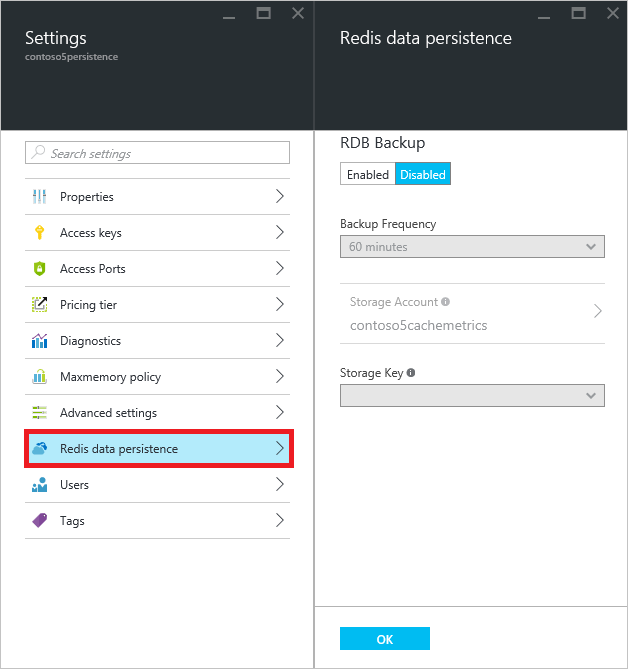 Settings
contoso5persistence
Search settings
Properties
Access keys
Access Ports
Pricing tier
Diagnostics
Maxmemory policy
Advanced settings
Redis data persistence
Users
Tags
Redis data persistence
RDB Backup
Enabled Disabled
Backup Frequency
60 minutes
Storage Account
contoso5cachemetrics
Storage Key
OK